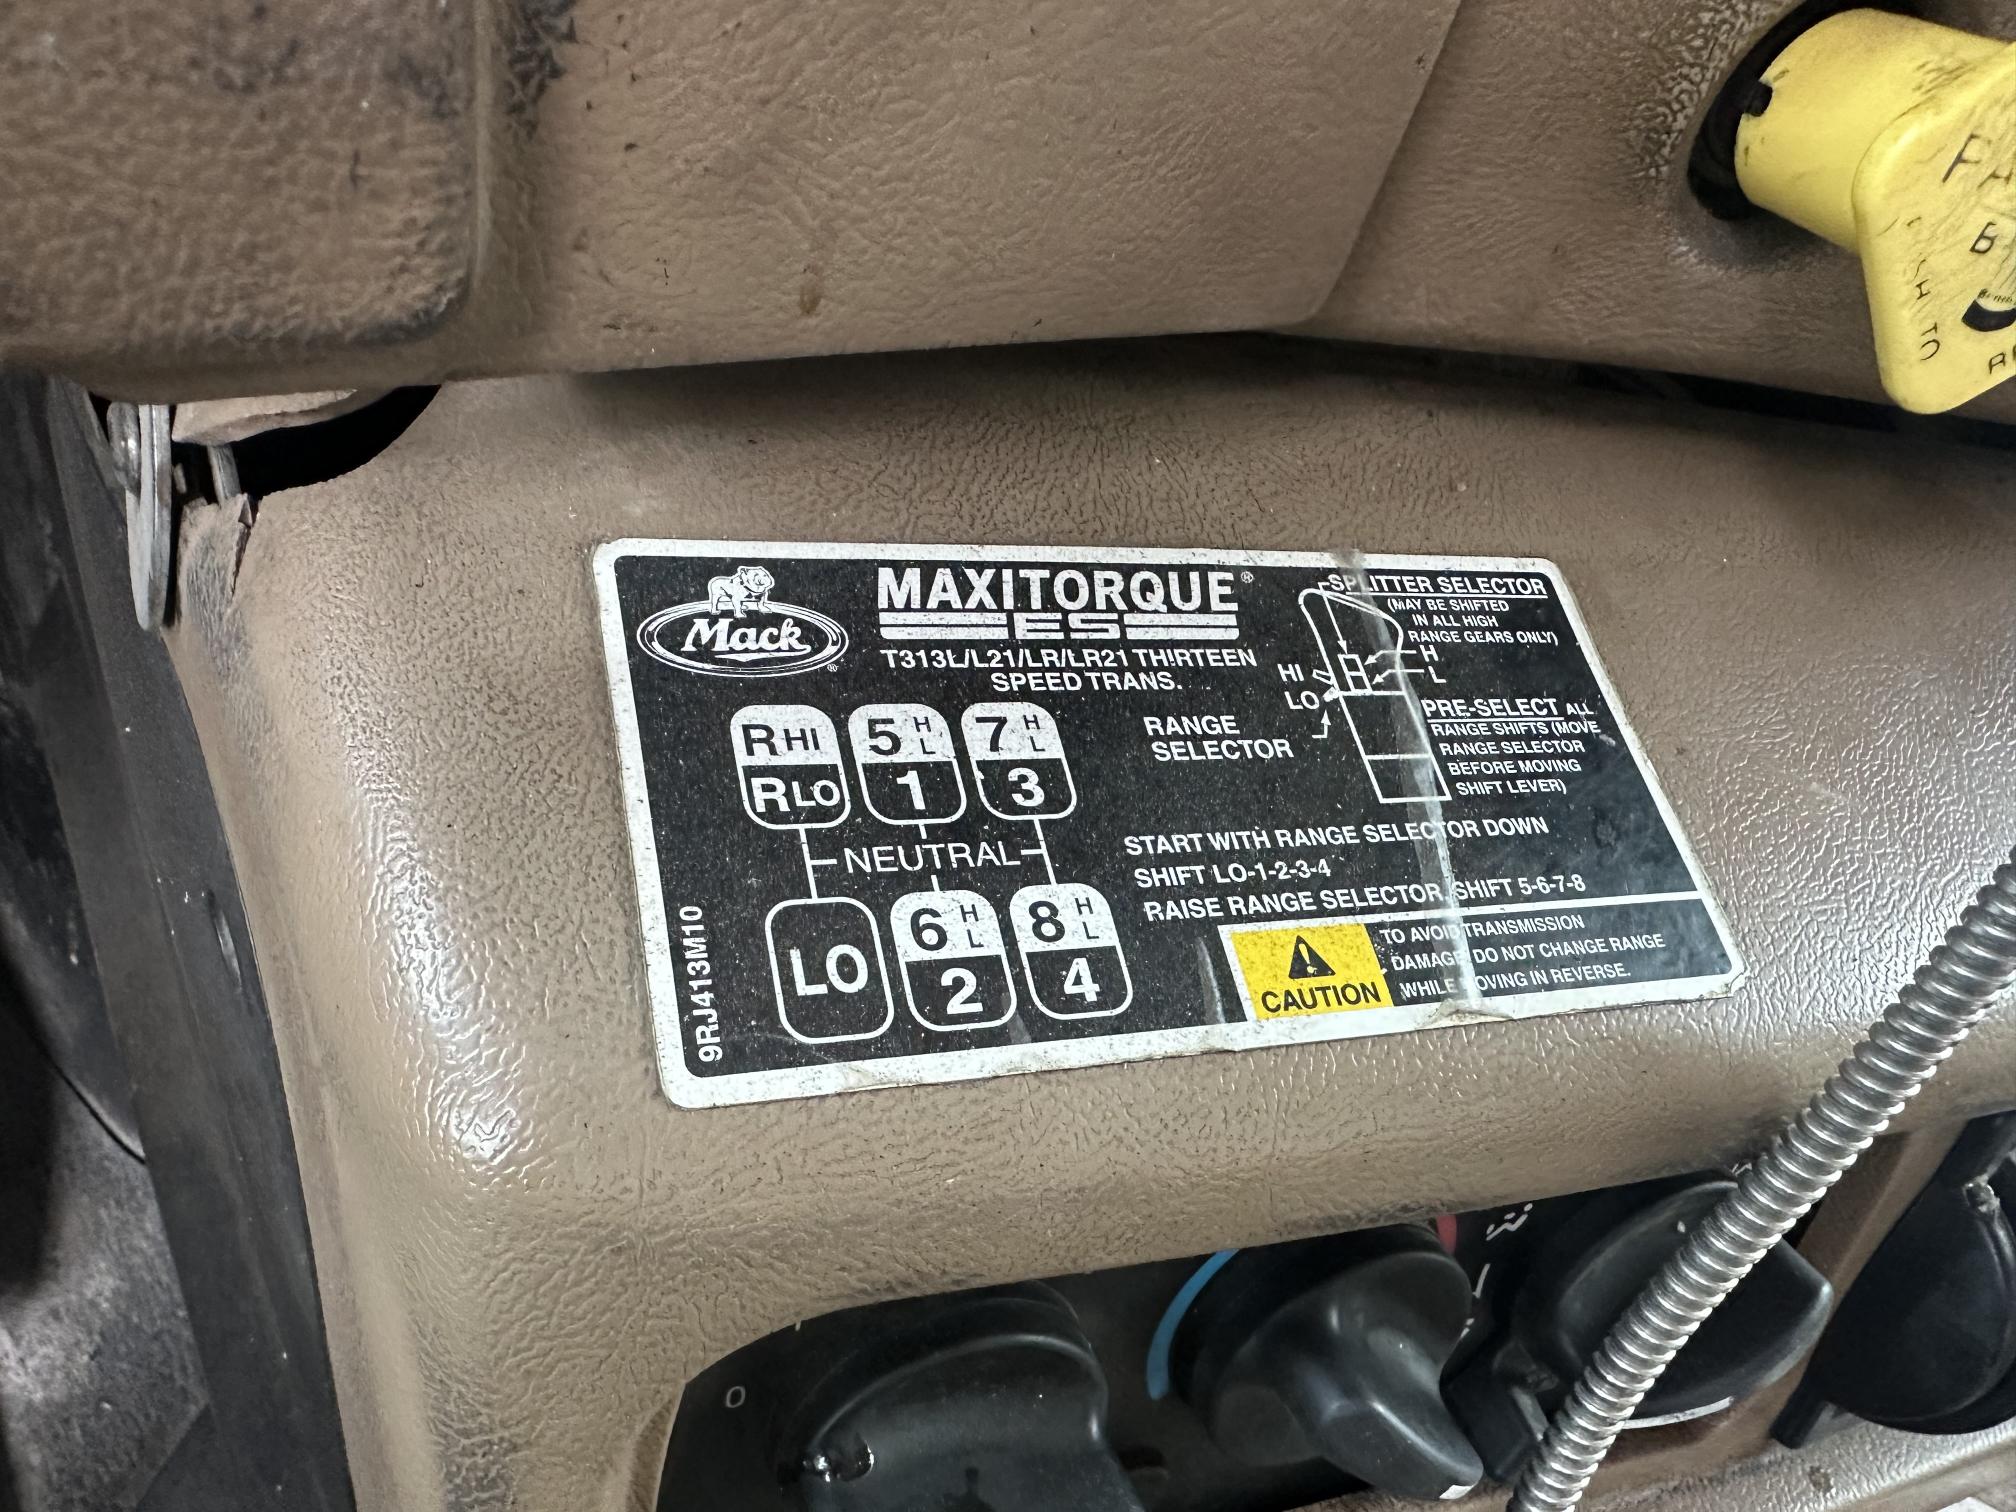 Mack®
MAXITORQUE®
ES
T313L/L21/LR/LR21 THIRTEEN
SPEED TRANS.
R HI
R LO
5 H L
1
7 H L
3
NEUTRAL
LO
6 H L
2
8 H L
4
9RJ413M10
SPLITTER SELECTOR
(MAY BE SHIFTED
IN ALL HIGH
RANGE GEARS ONLY)
H
L
HI
LO
RANGE
SELECTOR
PRE-SELECT ALL
RANGE SHIFTS (MOVE
RANGE SELECTOR
BEFORE MOVING
SHIFT LEVER)
START WITH RANGE SELECTOR DOWN
SHIFT LO-1-2-3-4
RAISE RANGE SELECTOR, SHIFT 5-6-7-8
CAUTION
TO AVOID TRANSMISSION
DAMAGE, DO NOT CHANGE RANGE
WHILE MOVING IN REVERSE.
TO
0